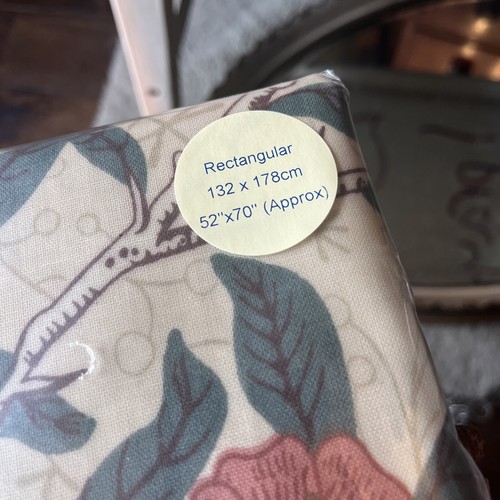 Rectangular
132 x 178cm
52"x70" (Approx)